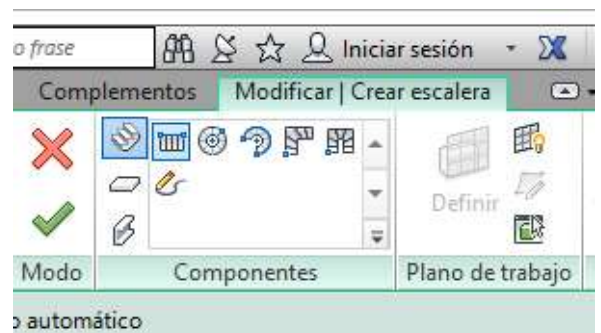 o frase Iniciar sesión
Complementos Modificar | Crear escalera
Definir
Modo Componentes Plano de trabajo
automático